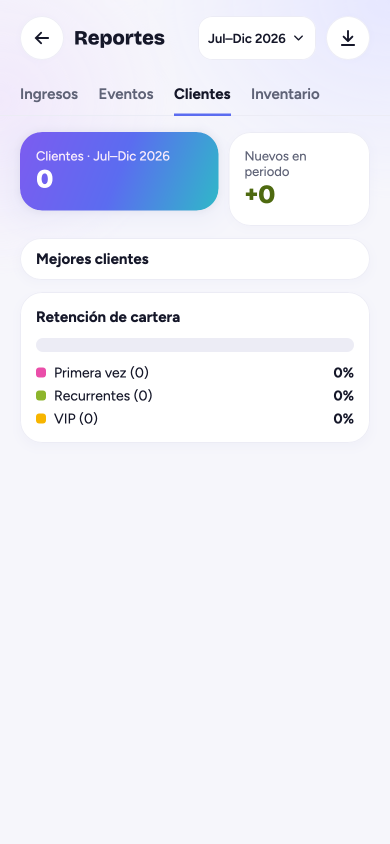 Reportes
Jul–Dic 2026
Ingresos
Eventos
Clientes
Inventario
Clientes · Jul–Dic 2026
0
Nuevos en
periodo
+0
Mejores clientes
Retención de cartera
Primera vez (0)
0%
Recurrentes (0)
0%
VIP (0)
0%